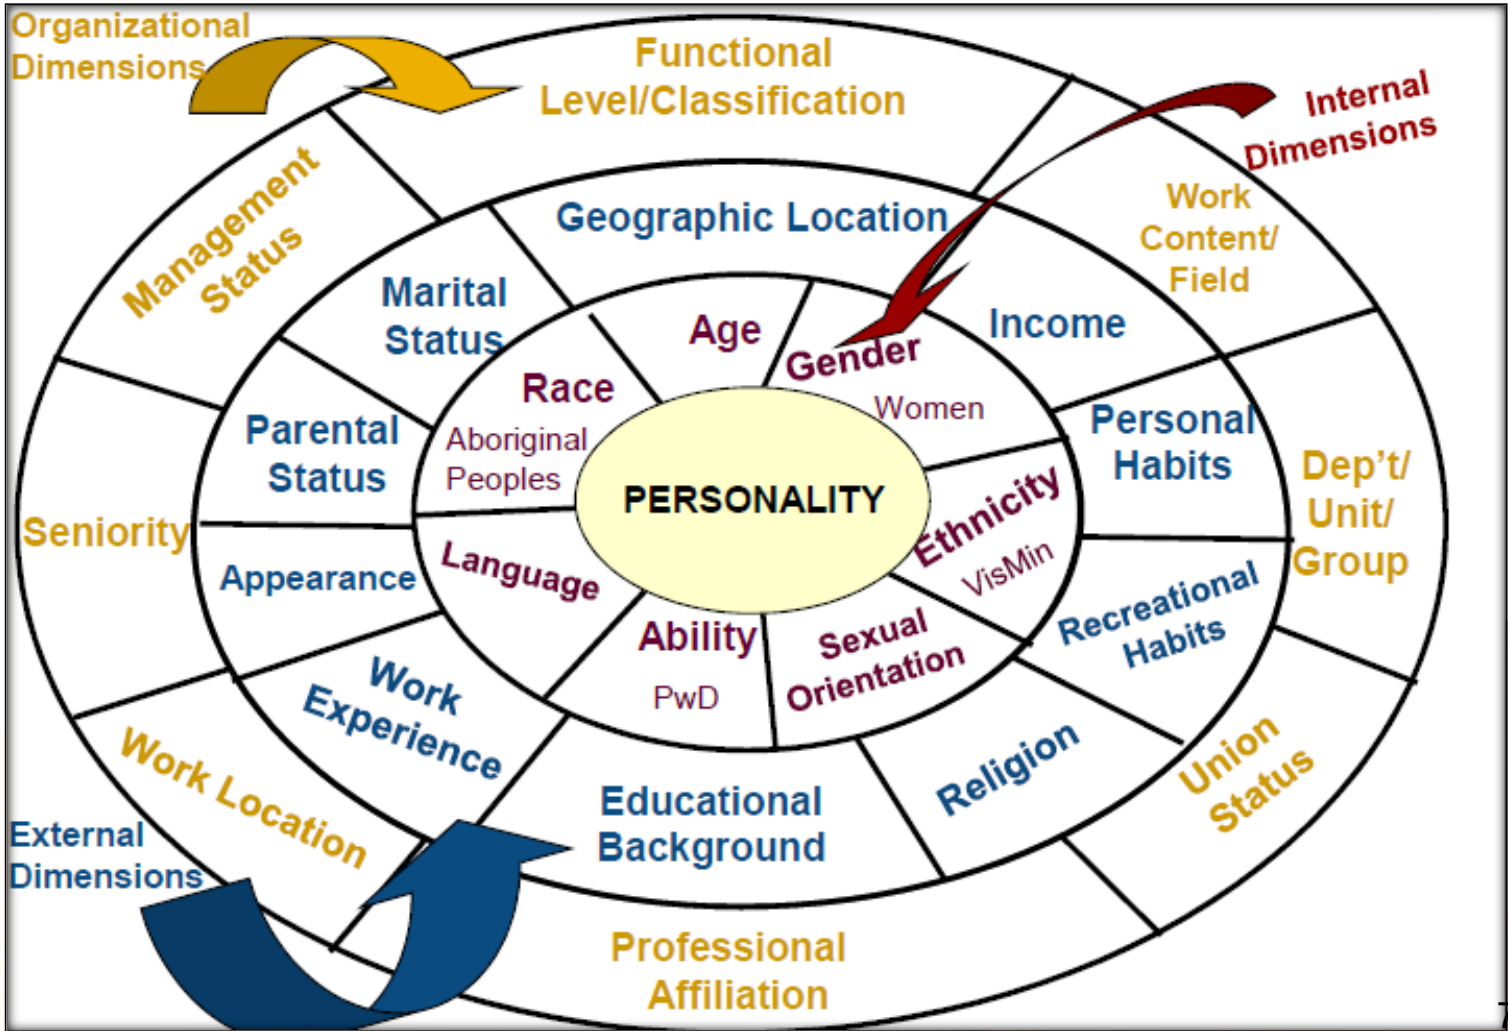 Organizational
Dimensions
Functional
Level/Classification
Internal
Dimensions
Management
Status
Work
Content/
Field
Geographic Location
Marital
Status
Income
Age
Gender
Women
Race
Aboriginal
Peoples
Parental
Status
Personal
Habits
Dep't/
Unit/
Group
PERSONALITY
Seniority
Ethnicity
VisMin
Language
Appearance
Recreational
Habits
Ability
PwD
Sexual
Orientation
Work
Experience
Religion
Union
Status
Work Location
Educational
Background
External
Dimensions
Professional
Affiliation